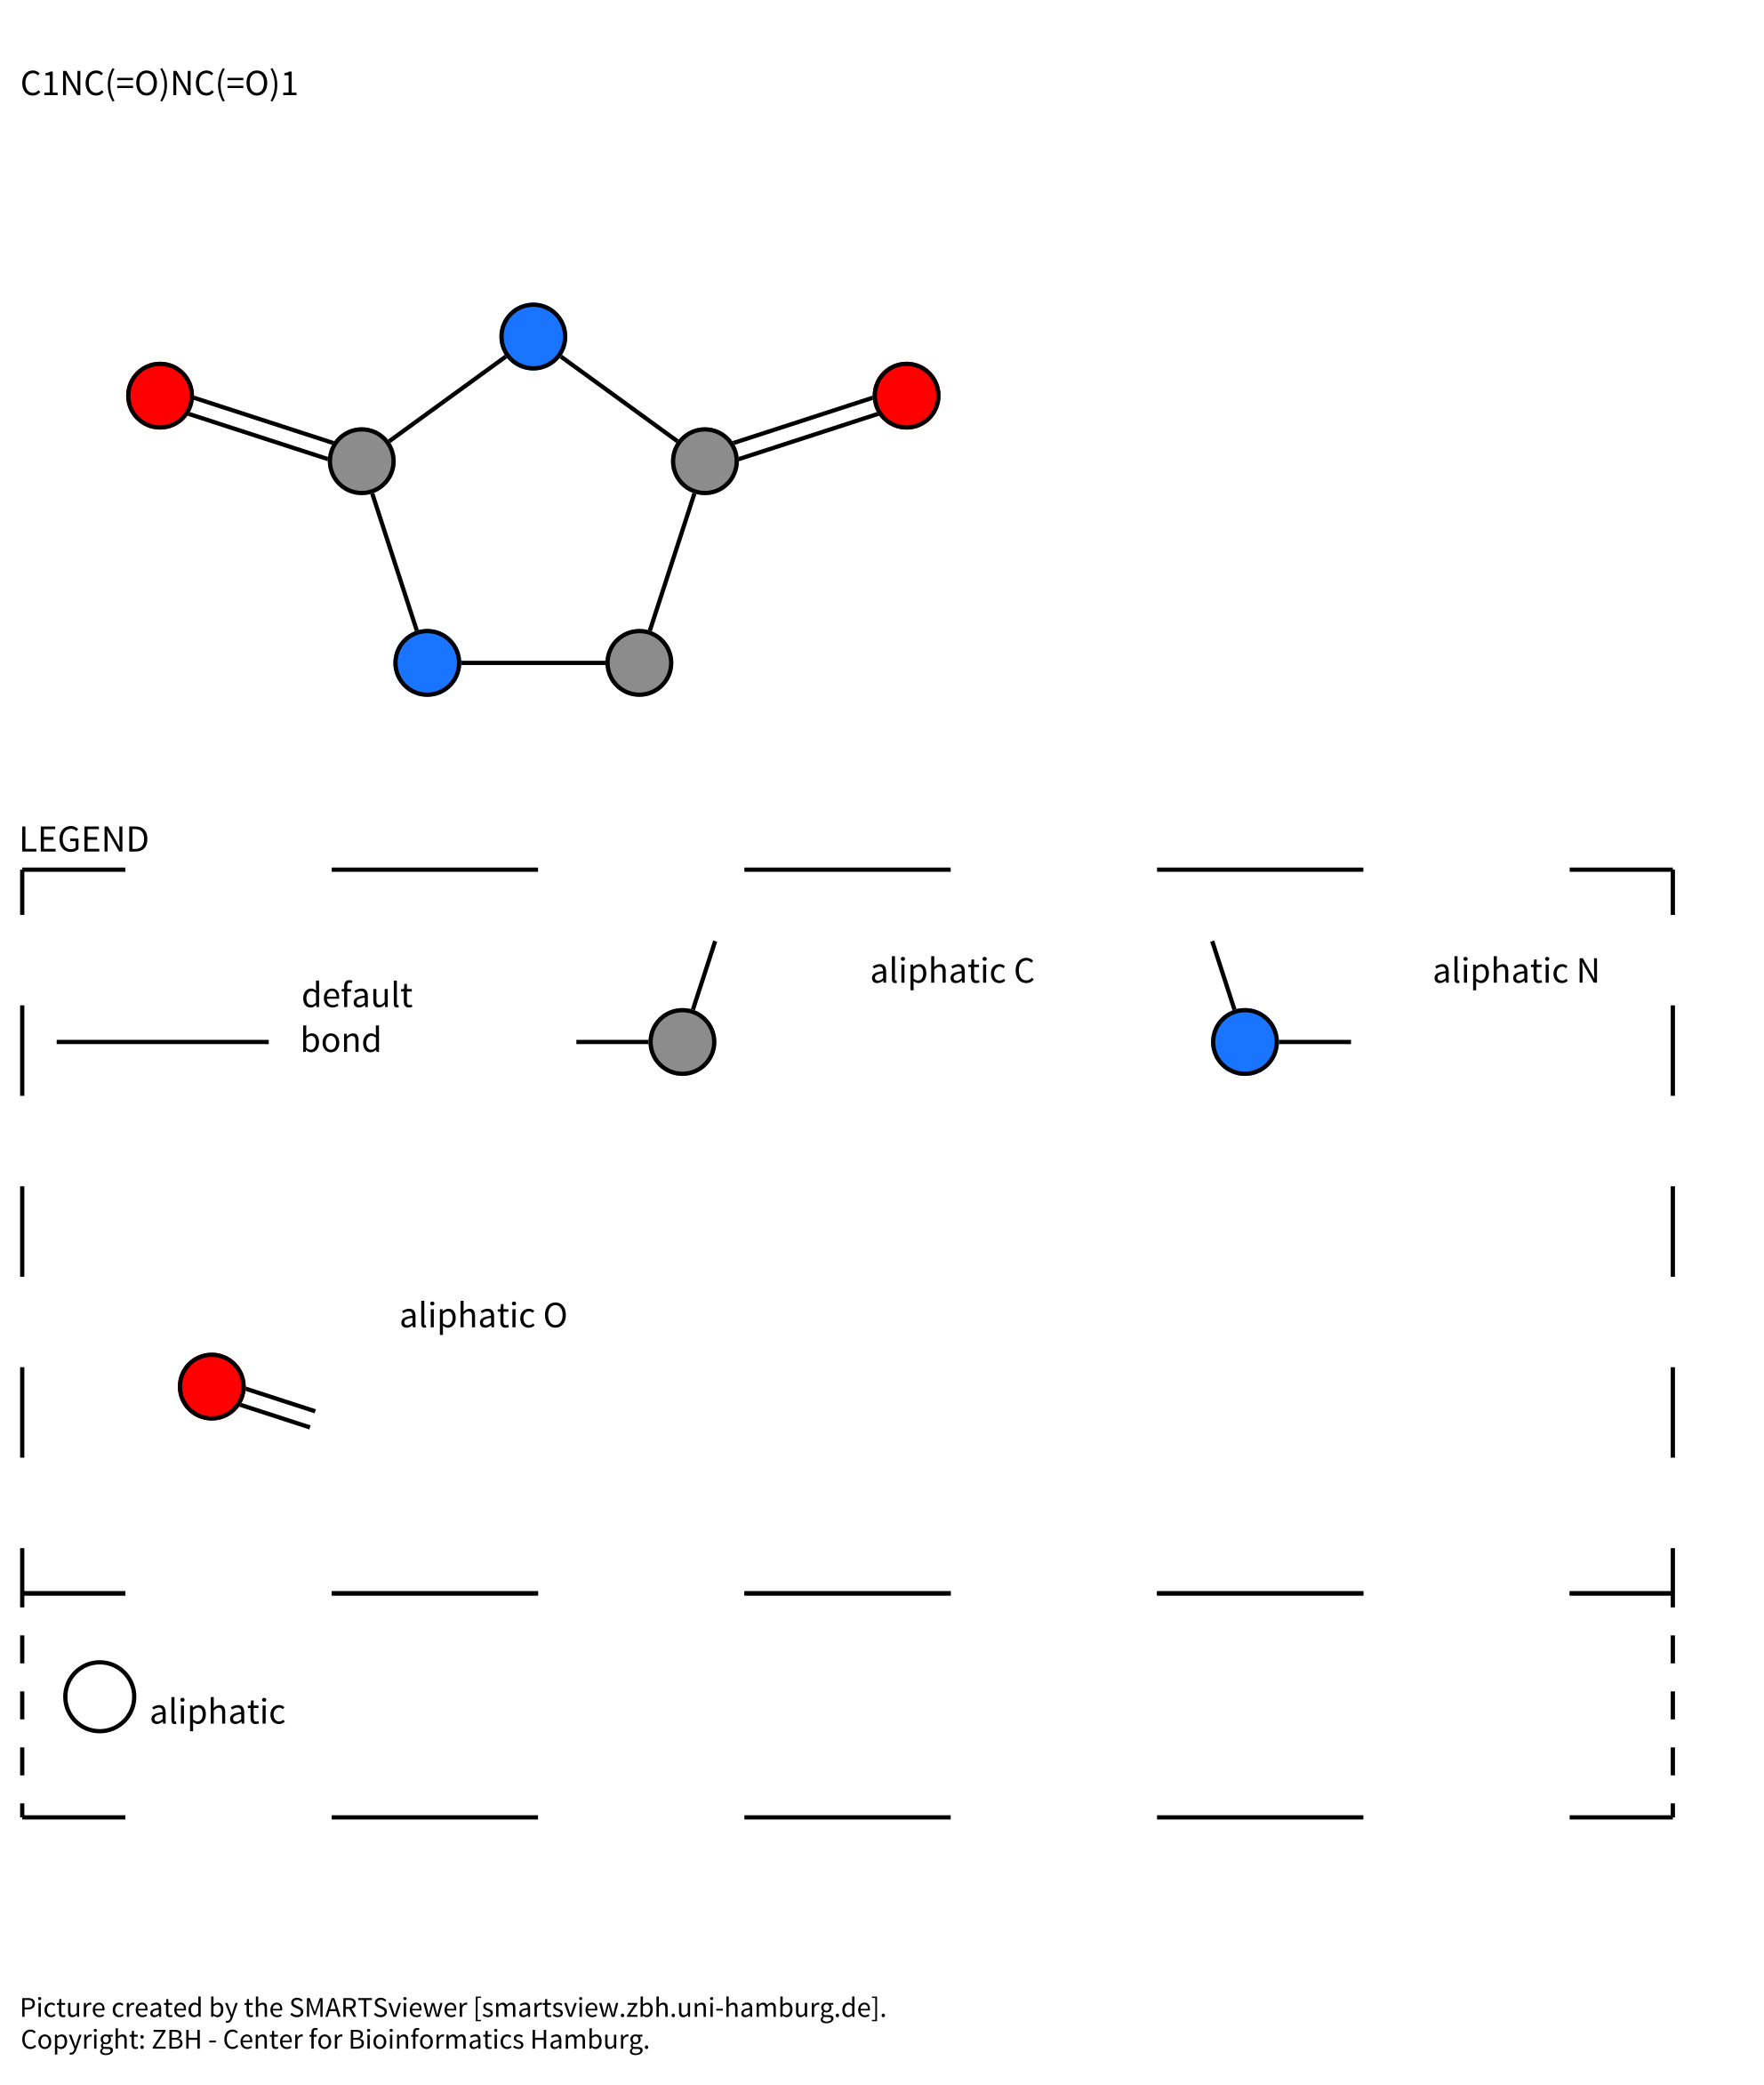 C1NC(=O)NC(=O)1
LEGEND
default
bond
aliphatic C
aliphatic N
aliphatic O
aliphatic
Picture created by the SMARTSviewer [smartsview.zbh.uni-hamburg.de].
Copyright: ZBH - Center for Bioinformatics Hamburg.